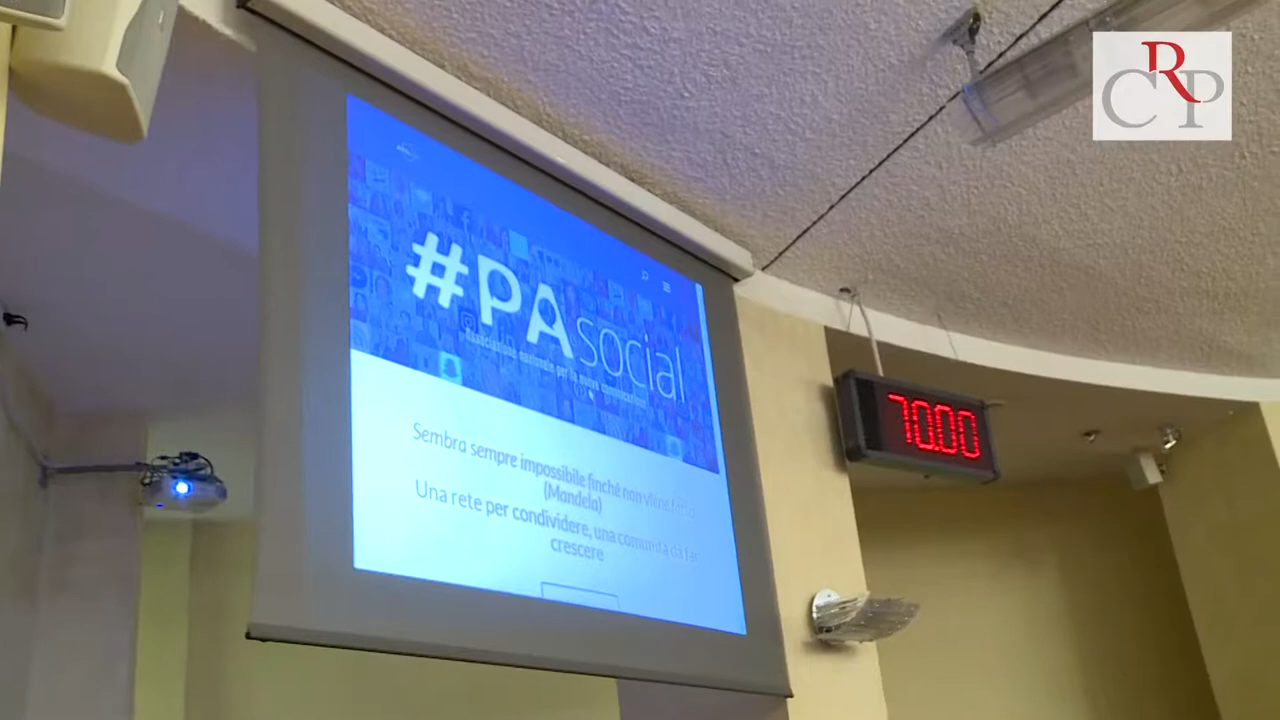 CRP
#PAsocial
Associazione nazionale per la nuova comunicazione
Sembra sempre impossibile finché non viene fatto
(Mandela)
Una rete per condividere, una comunità da far
crescere
70.00